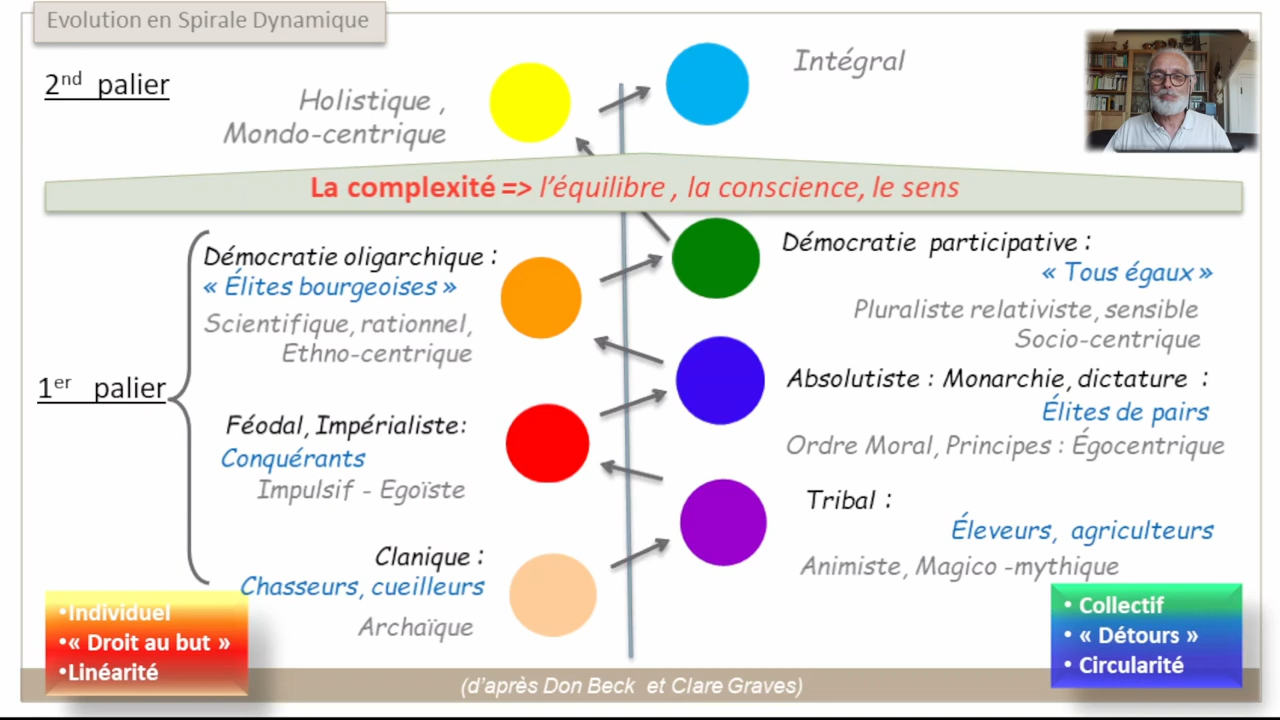 Evolution en Spirale Dynamique
2nd palier
Intégral
Holistique ,
Mondo-centrique
La complexité => l'équilibre , la conscience, le sens
Démocratie oligarchique :
« Élites bourgeoises »
Scientifique, rationnel,
Ethno-centrique
Démocratie participative :
« Tous égaux »
Pluraliste relativiste, sensible
Socio-centrique
1er palier
Absolutiste : Monarchie, dictature :
Élites de pairs
Ordre Moral, Principes : Égocentrique
Féodal, Impérialiste:
Conquérants
Impulsif - Egoïste
Tribal :
Éleveurs, agriculteurs
Animiste, Magico -mythique
Clanique :
Chasseurs, cueilleurs
Archaïque
•Individuel
•« Droit au but »
•Linéarité
• Collectif
• « Détours »
• Circularité
(d'après Don Beck et Clare Graves)